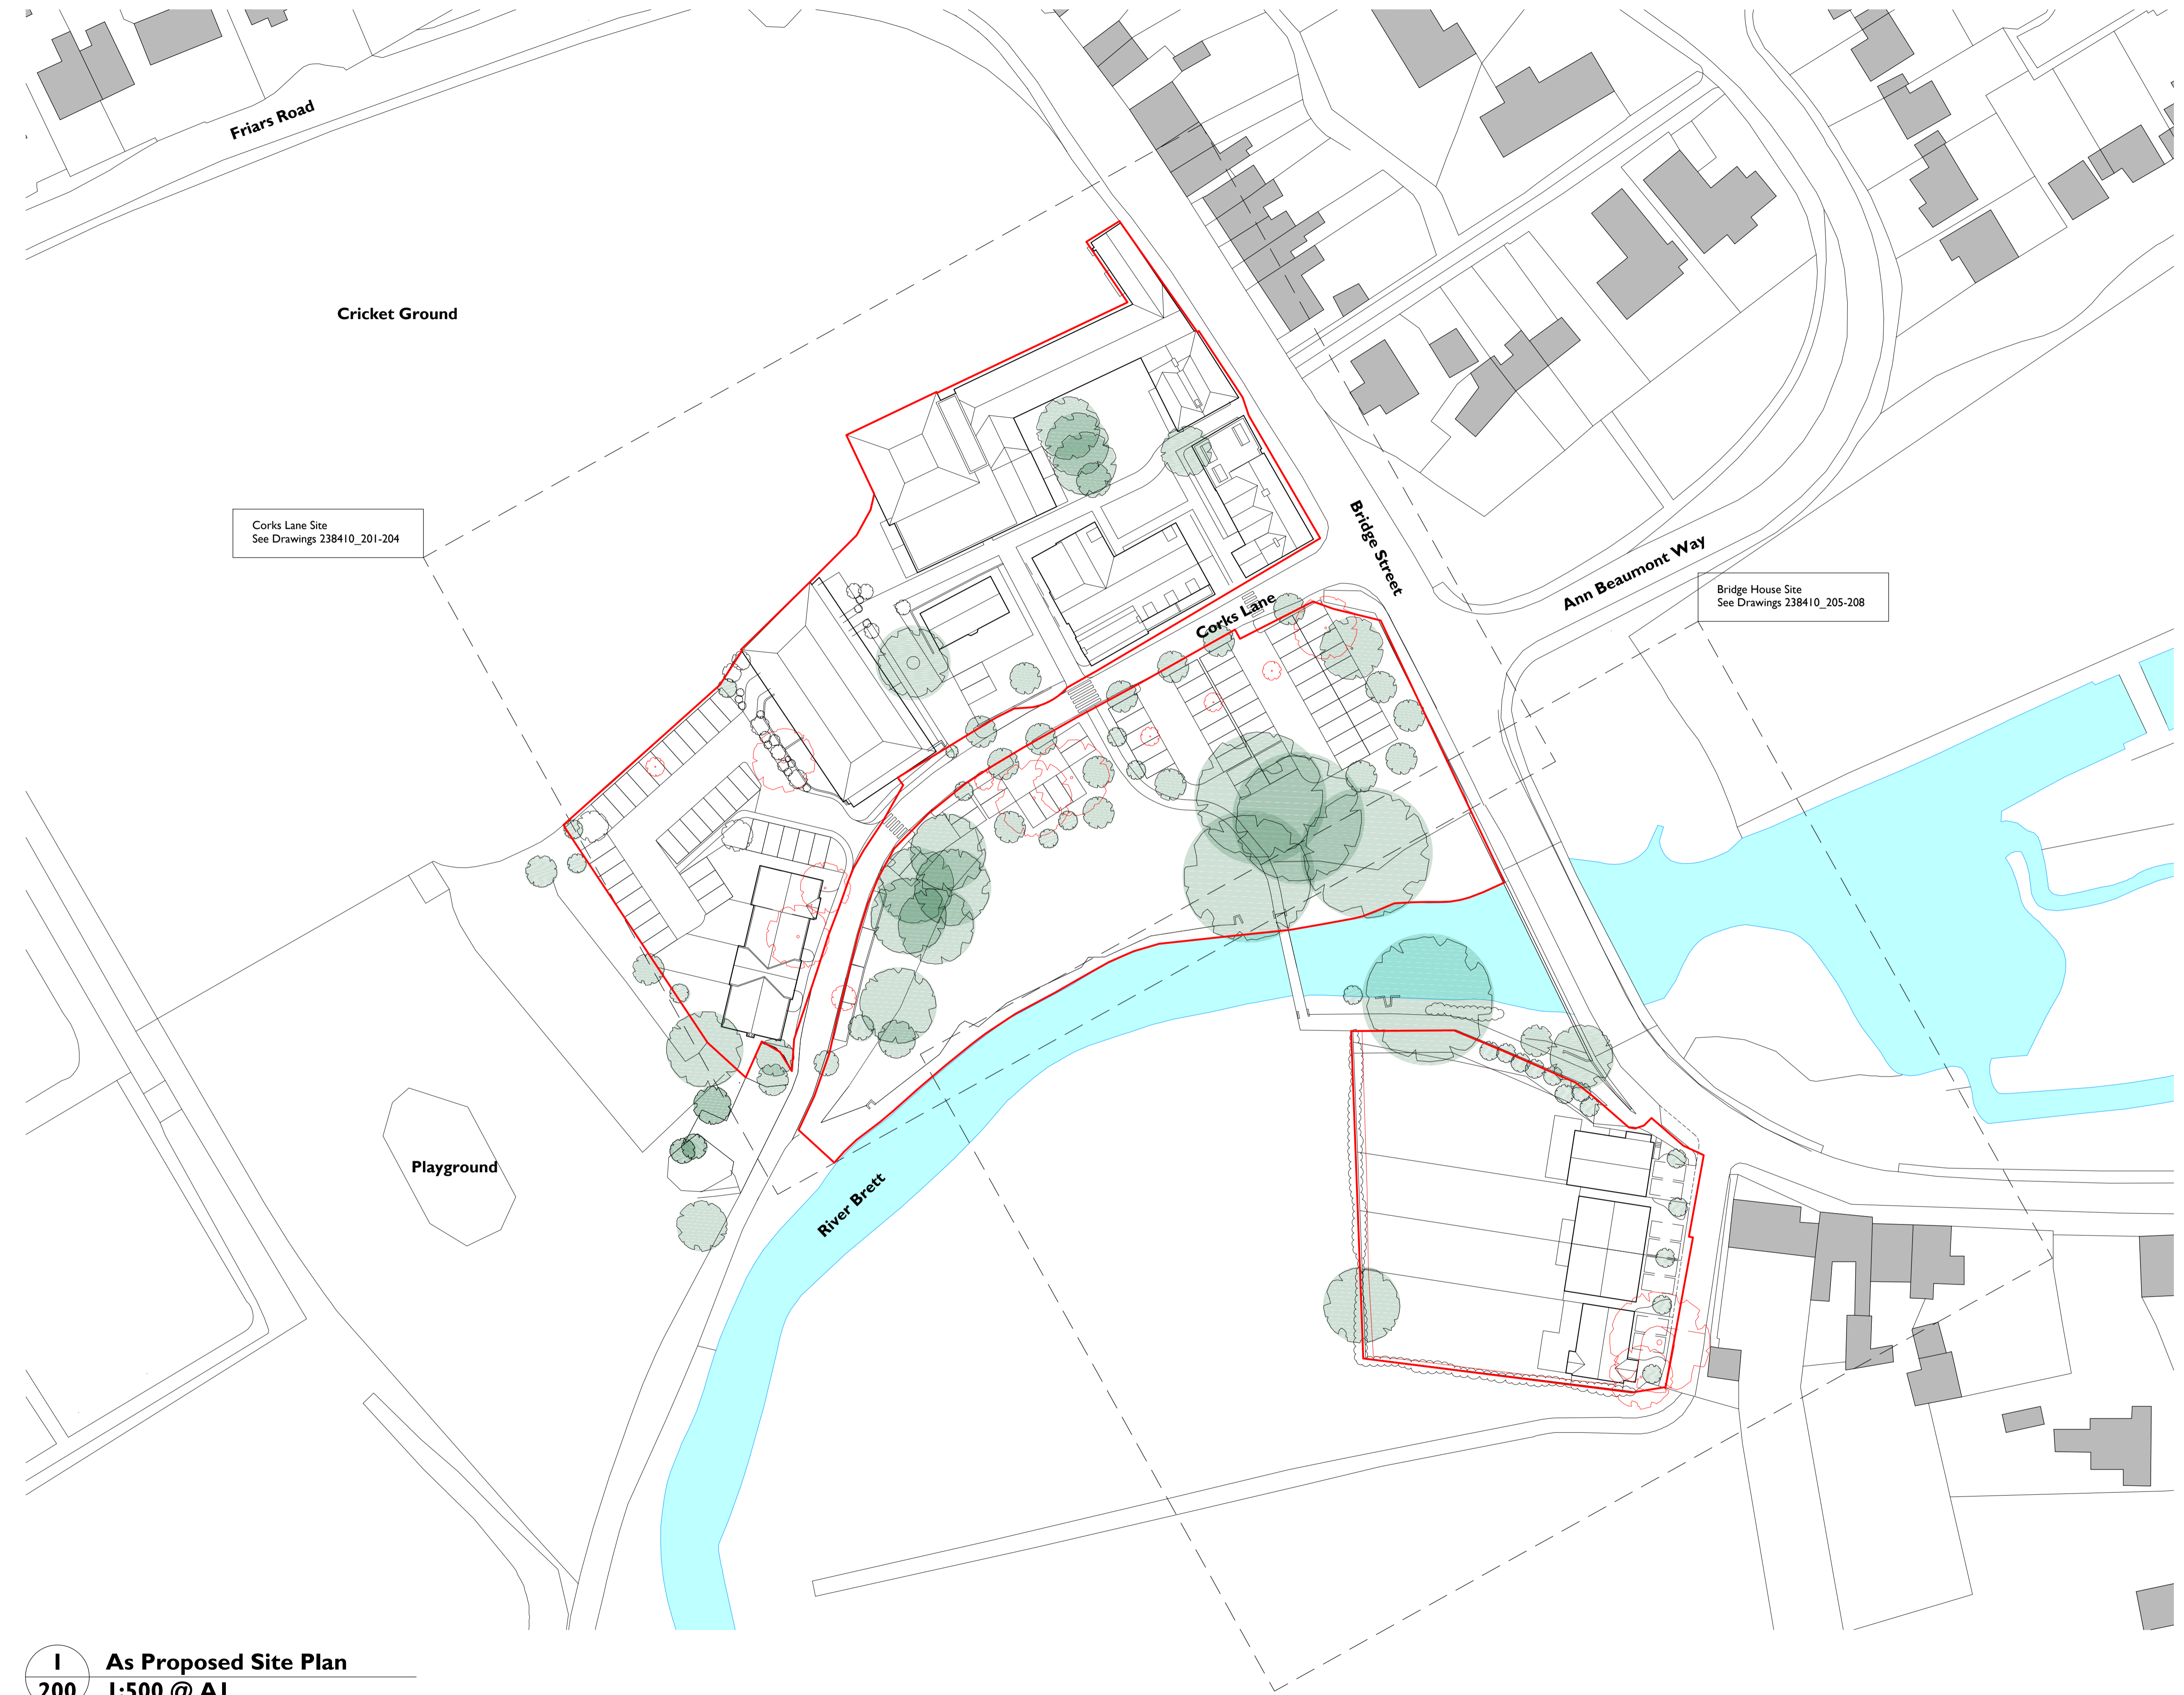 Friars Road
Cricket Ground
Corks Lane Site
See Drawings 238410_201-204
Bridge Street
Ann Beaumont Way
Corks Lane
Bridge House Site
See Drawings 238410_205-208
Playground
River Brett
1
200
As Proposed Site Plan
1:500 @ A1